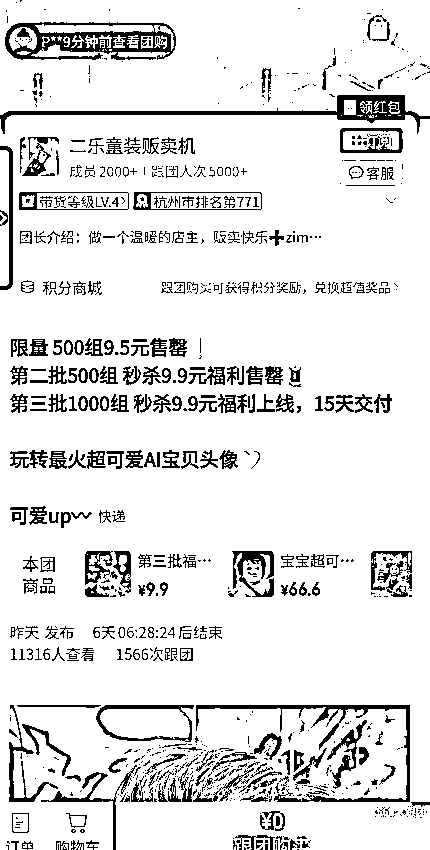 P**9分钟前查看团购
领红包
二乐童装贩卖机
订阅
成员2000+ | 跟团人次5000+
客服
带货等级LV.4>
杭州市排名第771
团长介绍：做一个温暖的店主，贩卖快乐➕zim…
积分商城
跟团购买可获得积分奖励，兑换超值奖品>
限量 500组9.5元售罄
第二批500组 秒杀9.9元福利售罄
第三批1000组 秒杀9.9元福利上线，15天交付
玩转最火超可爱AI宝贝头像
可爱up〰 快递
本团商品
第三批福…
¥9.9
宝宝超可…
¥66.6
昨天 发布 6天06:28:24后结束
11316人查看 1566次跟团
订单
购物车
¥0
跟团购买